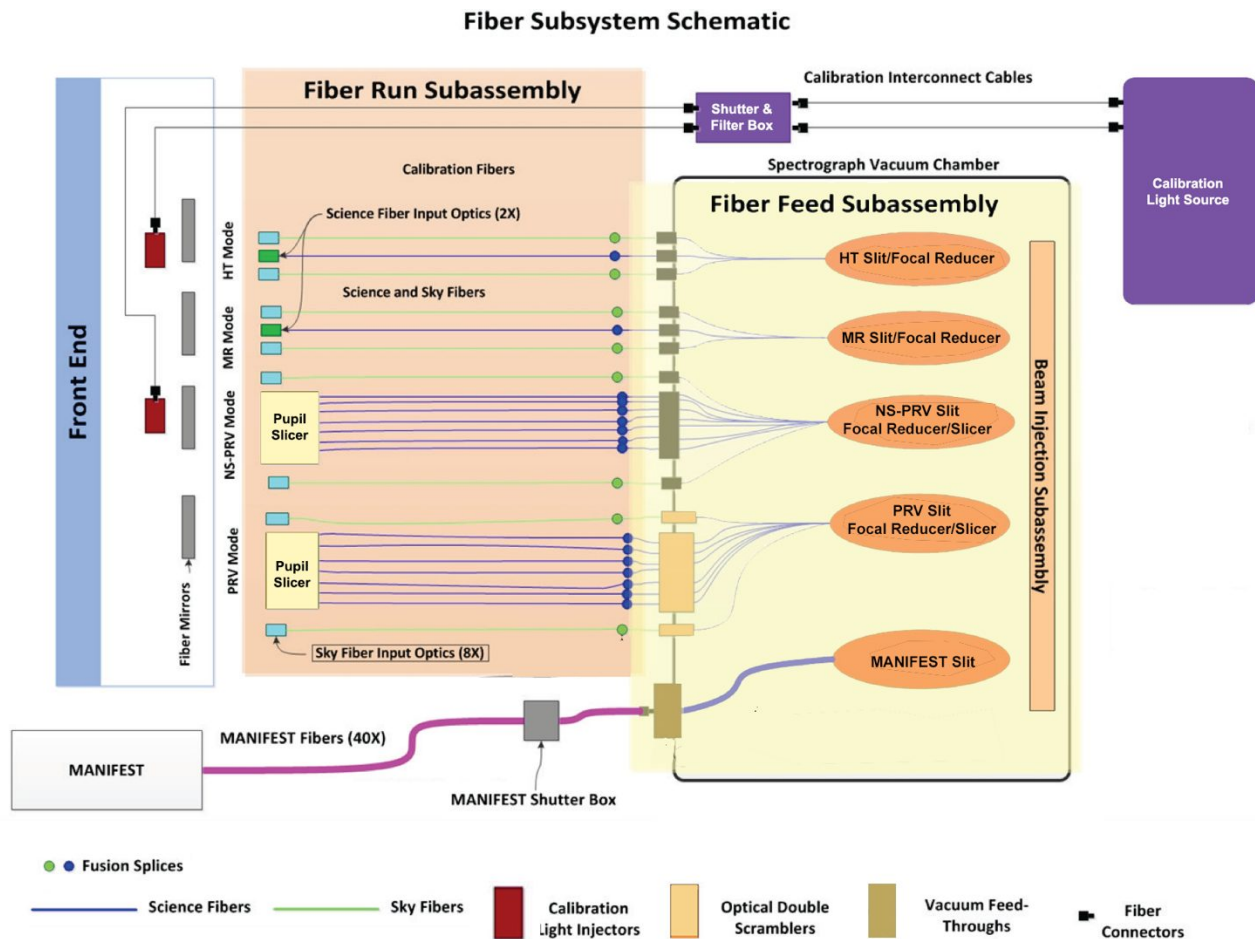 Fiber Subsystem Schematic
Fiber Run Subassembly
Calibration Interconnect Cables
Shutter &
Filter Box
Calibration
Light Source
Spectrograph Vacuum Chamber
Calibration Fibers
Fiber Feed Subassembly
Science Fiber Input Optics (2X)
HT Mode
HT Slit/Focal Reducer
Science and Sky Fibers
MR Mode
MR Slit/Focal Reducer
Front End
NS-PRV Mode
Pupil
Slicer
NS-PRV Slit
Focal Reducer/Slicer
Beam Injection Subassembly
PRV Mode
Pupil
Slicer
PRV Slit
Focal Reducer/Slicer
Fiber Mirrors
Sky Fiber Input Optics (8X)
MANIFEST Slit
MANIFEST
MANIFEST Fibers (40X)
MANIFEST Shutter Box
Fusion Splices
Science Fibers
Sky Fibers
Calibration
Light Injectors
Optical Double
Scramblers
Vacuum Feed-
Throughs
Fiber
Connectors